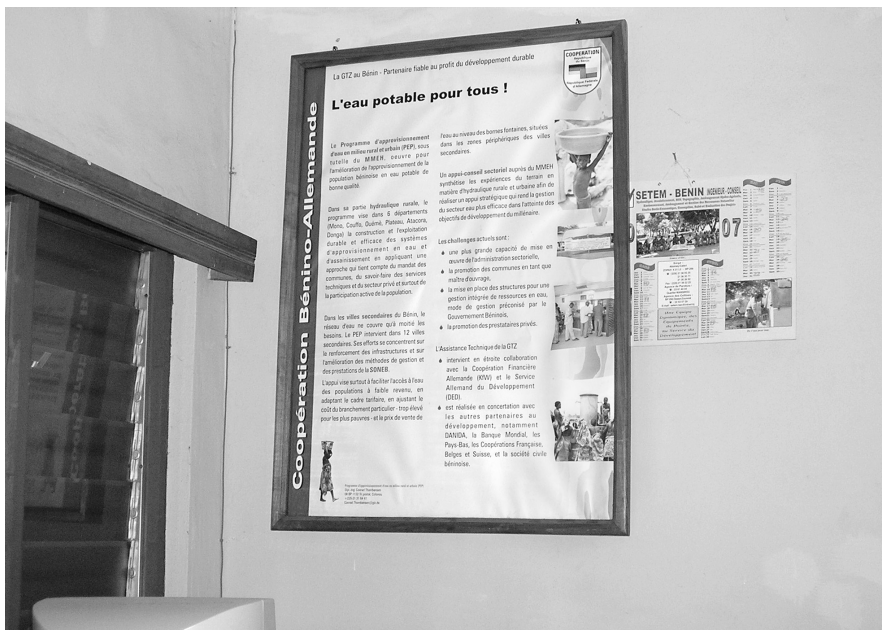 La GTZ au Bénin - Partenaire fiable au profit du développement durable
L'eau potable pour tous !
COOPERATION
République
du Bénin
République Fédérale
d'Allemagne
Coopération Bénino-Allemande
Le Programme d'approvisionnement
d'eau en milieu rural et urbain (PEP), sous
tutelle du MMEH, oeuvre pour
l'amélioration de l'approvisionnement de la
population béninoise en eau potable de
bonne qualité.
Dans sa partie hydraulique rurale, le
programme vise dans 6 départements
(Mono, Couffo, Ouémé, Plateau, Atacora,
Donga) la construction et l'exploitation
durable et efficace des systèmes
d'approvisionnement en eau et
d'assainissement en appliquant une
approche qui tient compte du mandat des
communes, du savoir-faire des services
techniques et du secteur privé et surtout de
la participation active de la population.
Dans les villes secondaires du Bénin, le
réseau d'eau ne couvre qu'à moitié les
besoins. Le PEP intervient dans 12 villes
secondaires. Ses efforts se concentrent sur
le renforcement des infrastructures et sur
l'amélioration des méthodes de gestion et
des prestations de la SONEB.
L'appui vise surtout à faciliter l'accès à l'eau
des populations à faible revenu, en
adaptant le cadre tarifaire, en ajustant le
coût du branchement particulier - trop élevé
pour les plus pauvres - et le prix de vente de
l'eau au niveau des bornes fontaines, situées
dans les zones périphériques des villes
secondaires.
Un appui-conseil sectoriel auprès du MMEH
synthétise les expériences du terrain en
matière d'hydraulique rurale et urbaine afin de
réaliser un appui stratégique qui rend la gestion
du secteur eau plus efficace dans l'atteinte des
objectifs de développement du millénaire.
Les challenges actuels sont :
une plus grande capacité de mise en
œuvre de l'administration sectorielle,
la promotion des communes en tant que
maître d'ouvrage,
la mise en place des structures pour une
gestion intégrée de ressources en eau,
mode de gestion préconisé par le
Gouvernement Béninois,
la promotion des prestataires privés.
L'Assistance Technique de la GTZ
intervient en étroite collaboration
avec la Coopération Financière
Allemande (KfW) et le Service
Allemand du Développement
(DED).
est réalisée en concertation avec
les autres partenaires au
développement, notamment
DANIDA, la Banque Mondial, les
Pays-Bas, les Coopérations Française,
Belges et Suisse, et la société civile
béninoise.
SETEM - BENIN INGENIEUR-CONSEIL
07